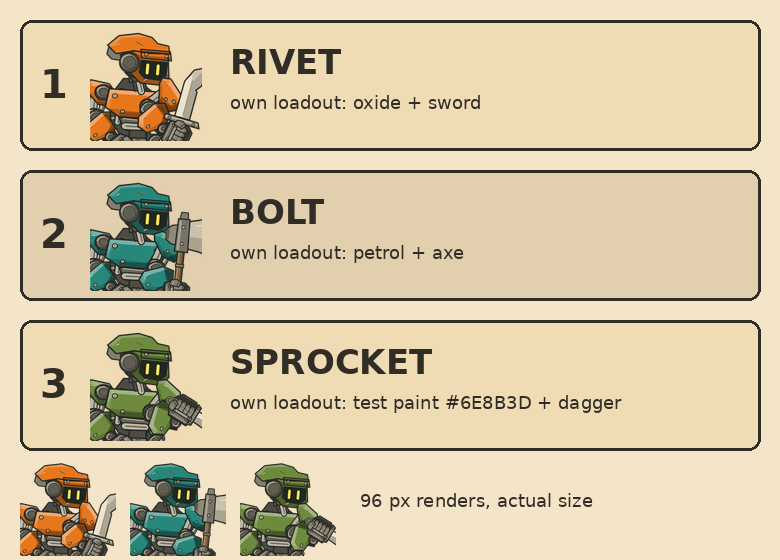 1
RIVET
own loadout: oxide + sword
2
BOLT
own loadout: petrol + axe
3
SPROCKET
own loadout: test paint #6E8B3D + dagger
96 px renders, actual size